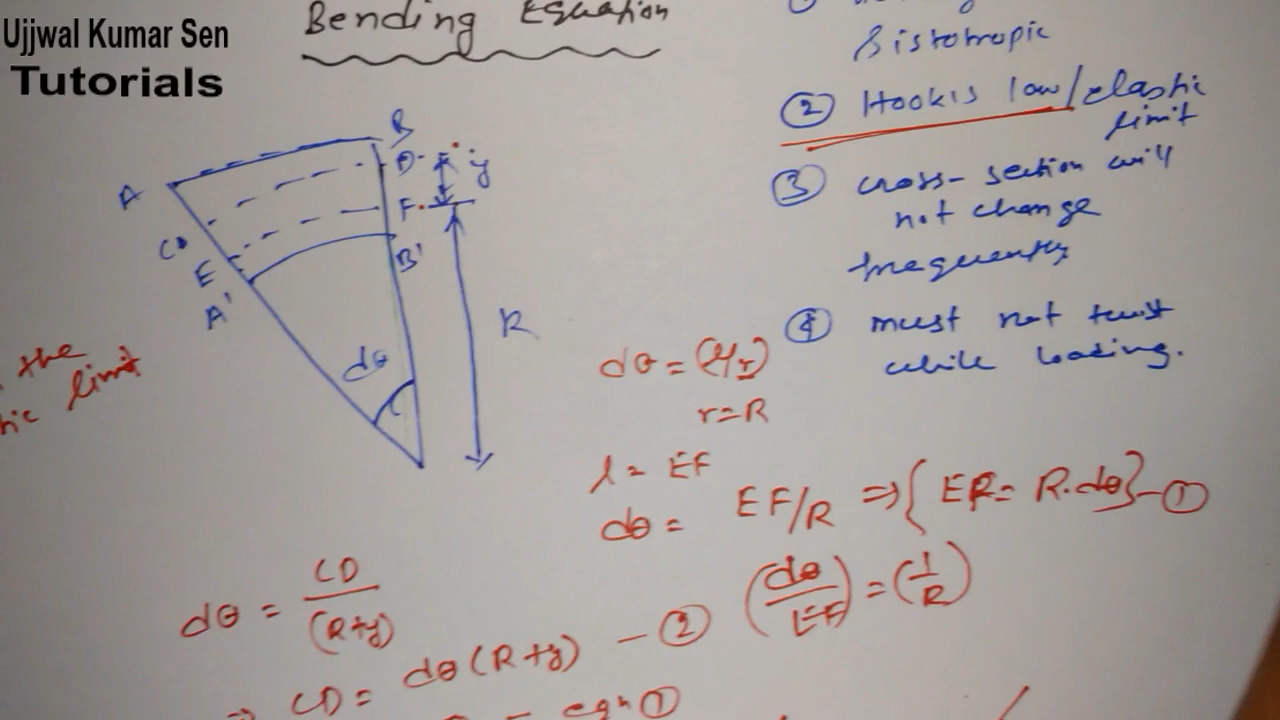 Ujjwal Kumar Sen
Tutorials
Bending Equation
& isotropic
② Hook's law/elastic
limit
③ cross-section will
not change
frequently
④ must not twist
while loading.
A
B
D
y
F
CD
E
A'
B'
R
dθ
the
limit
dθ = (l/r)
r=R
l = EF
dθ = EF/R ⇒ {EF = R.dθ} - ①
dθ = CD/(R+y)
(dθ/EF) = (1/R)
⇒ CD = dθ(R+y) - ②
- eqn ①